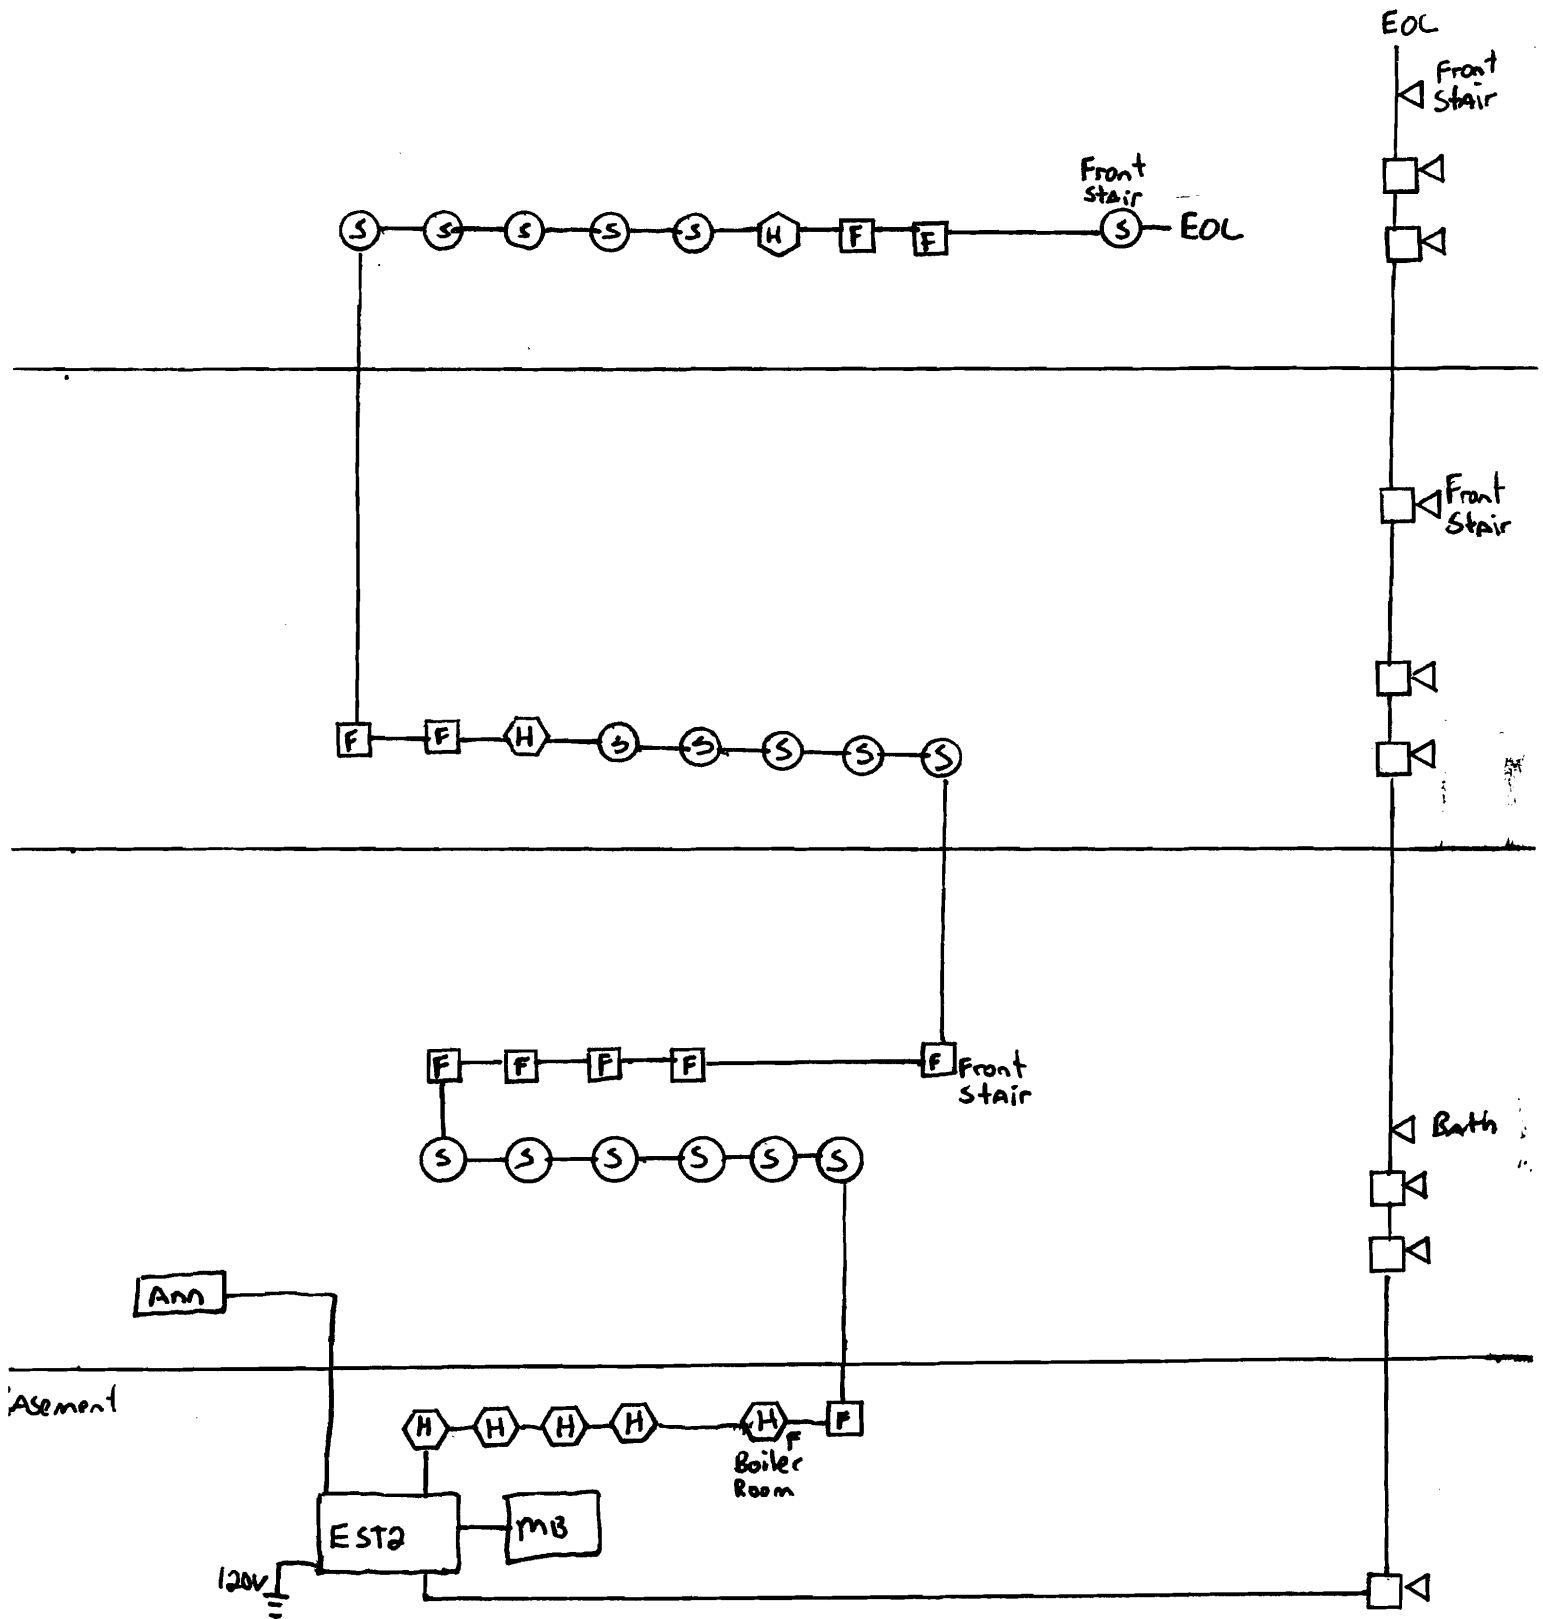 EOL
Front
Stair
Front
Stair
S S S S S H F F S EOL
Front
Stair
F F H S S S S S
F F F F F Front
Stair
S S S S S S
Bath
Ann
Asement
H H H H H F F
Boiler
Room
EST2 MB
120V